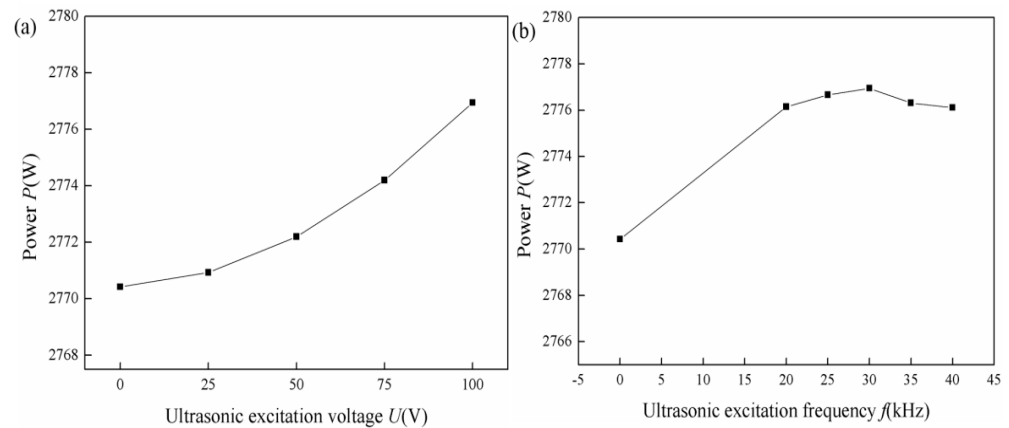 (a)
Power P(W)
2780
2778
2776
2774
2772
2770
2768
0 25 50 75 100
Ultrasonic excitation voltage U(V)
(b)
Power P(W)
2780
2778
2776
2774
2772
2770
2768
2766
-5 0 5 10 15 20 25 30 35 40 45
Ultrasonic excitation frequency f(kHz)